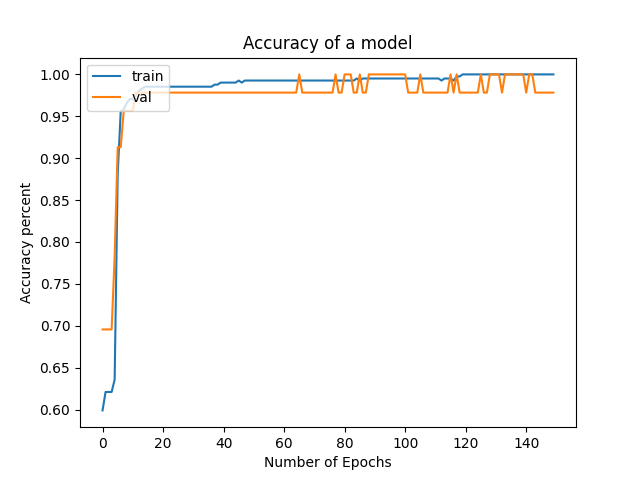 Accuracy of a model
train
val
1.00
0.95
0.90
0.85
0.80
0.75
0.70
0.65
0.60
Accuracy percent
0 20 40 60 80 100 120 140
Number of Epochs